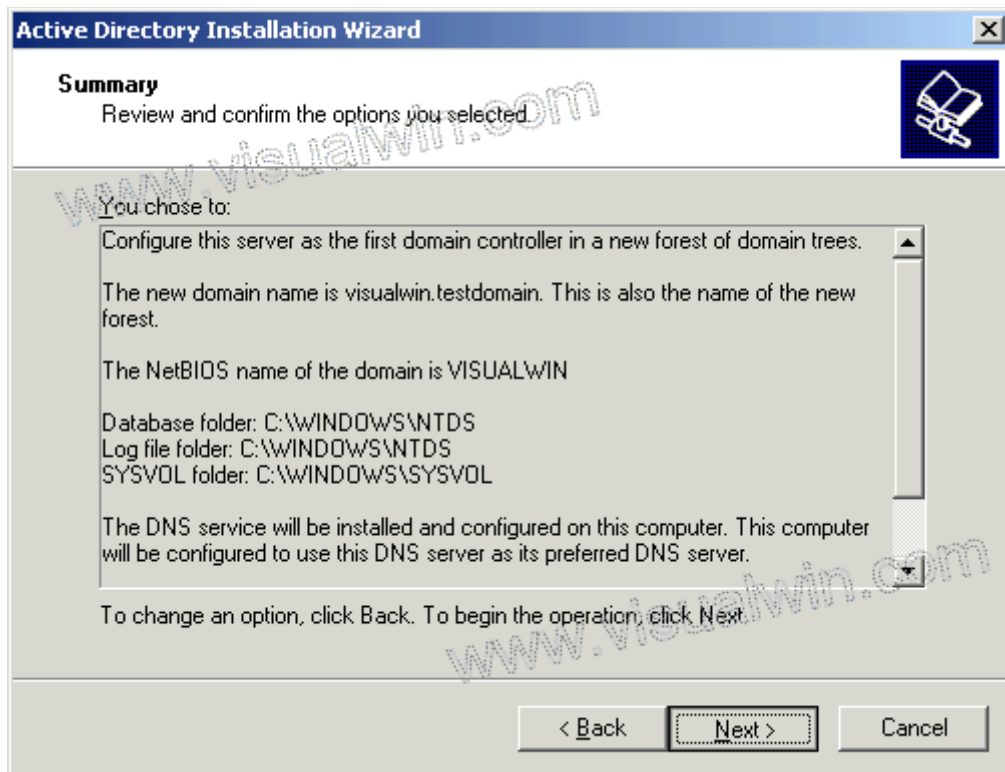 Active Directory Installation Wizard
Summary
Review and confirm the options you selected.
www.visualwin.com
You chose to:
Configure this server as the first domain controller in a new forest of domain trees.
The new domain name is visualwin.testdomain. This is also the name of the new
forest.
The NetBIOS name of the domain is VISUALWIN
Database folder: C:\WINDOWS\NTDS
Log file folder: C:\WINDOWS\NTDS
SYSVOL folder: C:\WINDOWS\SYSVOL
The DNS service will be installed and configured on this computer. This computer
will be configured to use this DNS server as its preferred DNS server.
To change an option, click Back. To begin the operation, click Next.
www.visualwin.com
< Back Next > Cancel